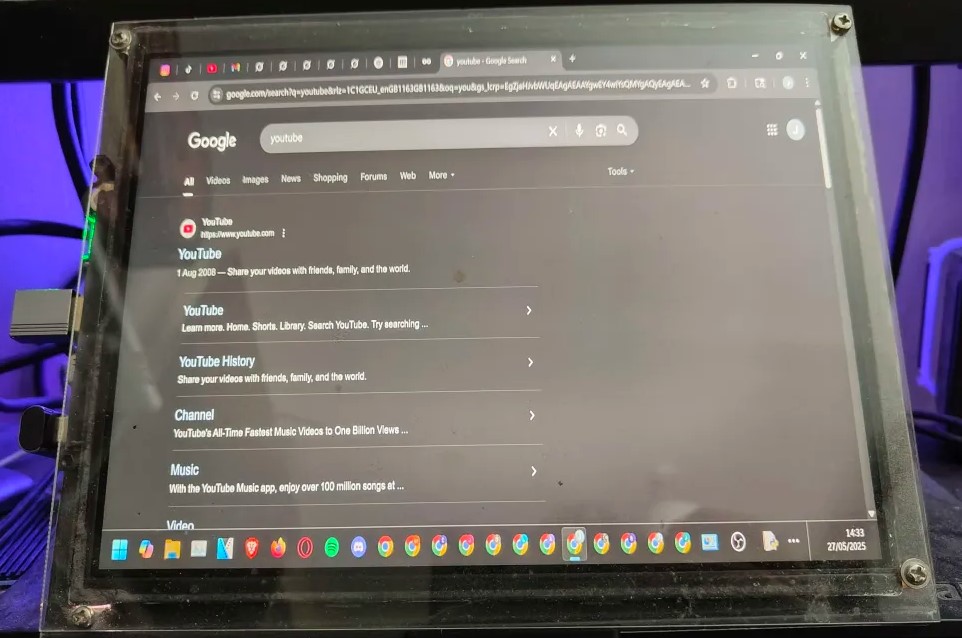 youtube - Google Search
google.com/search?q=youtube&rlz=1C1GCEU_enGB1163GB1163&oq=you&gs_lcrp=EgZjaHJvbWUqEAgAEAAYgwEY4wIYsQMYgAQyEAgAEA...
Google
youtube
All Videos Images News Shopping Forums Web More Tools
YouTube
https://www.youtube.com
YouTube
1 Aug 2008 — Share your videos with friends, family, and the world.
YouTube
Learn more. Home. Shorts. Library. Search YouTube. Try searching ...
YouTube History
Share your videos with friends, family, and the world.
Channel
YouTube's All-Time Fastest Music Videos to One Billion Views ...
Music
With the YouTube Music app, enjoy over 100 million songs at ...
Video
14:33
27/05/2025